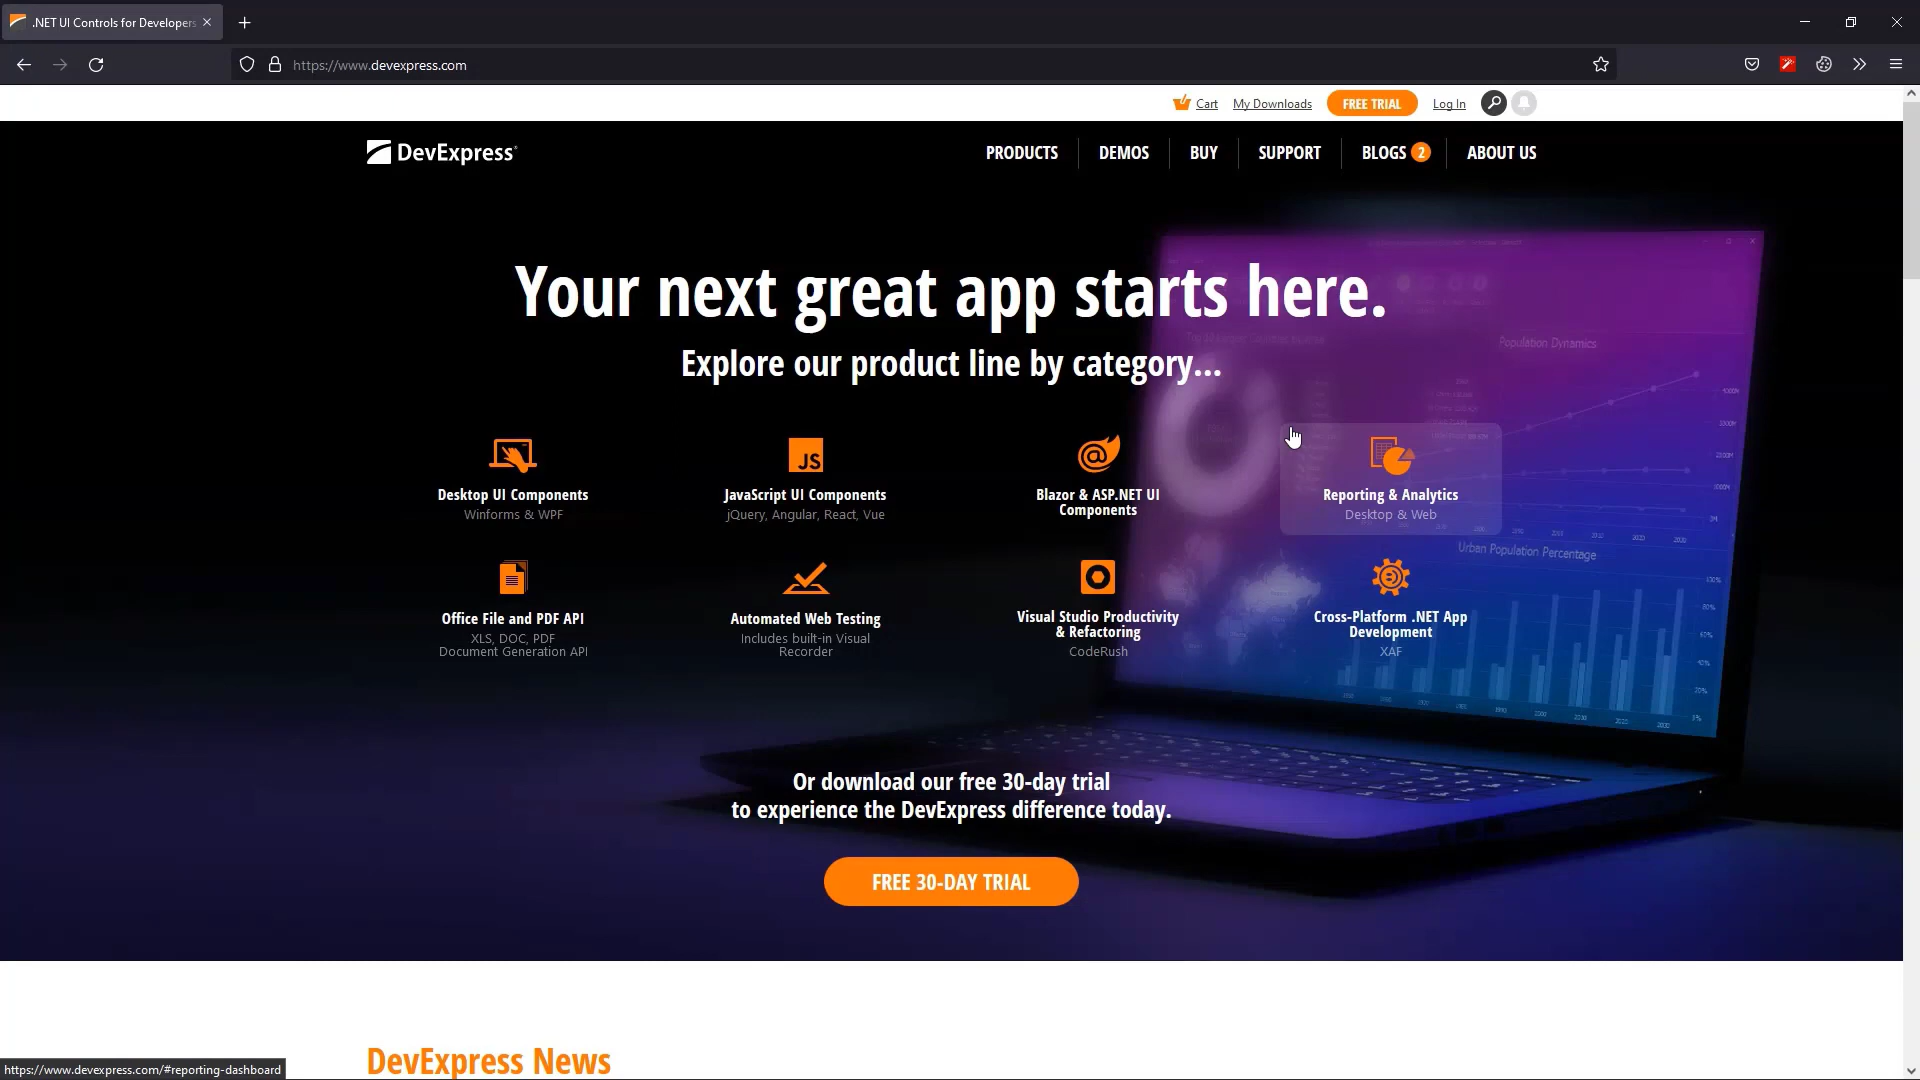 .NET UI Controls for Developers
https://www.devexpress.com
Cart
My Downloads
FREE TRIAL
Log In
DevExpress
PRODUCTS
DEMOS
BUY
SUPPORT
BLOGS 2
ABOUT US
Your next great app starts here.
Explore our product line by category...
Population Dynamics
Desktop UI Components
Winforms & WPF
JS
JavaScript UI Components
jQuery, Angular, React, Vue
Blazor & ASP.NET UI
Components
Reporting & Analytics
Desktop & Web
Urban Population Percentage
Office File and PDF API
XLS, DOC, PDF
Document Generation API
Automated Web Testing
Includes built-in Visual
Recorder
Visual Studio Productivity
& Refactoring
CodeRush
Cross-Platform .NET App
Development
XAF
Or download our free 30-day trial
to experience the DevExpress difference today.
FREE 30-DAY TRIAL
DevExpress News
https://www.devexpress.com/#reporting-dashboard